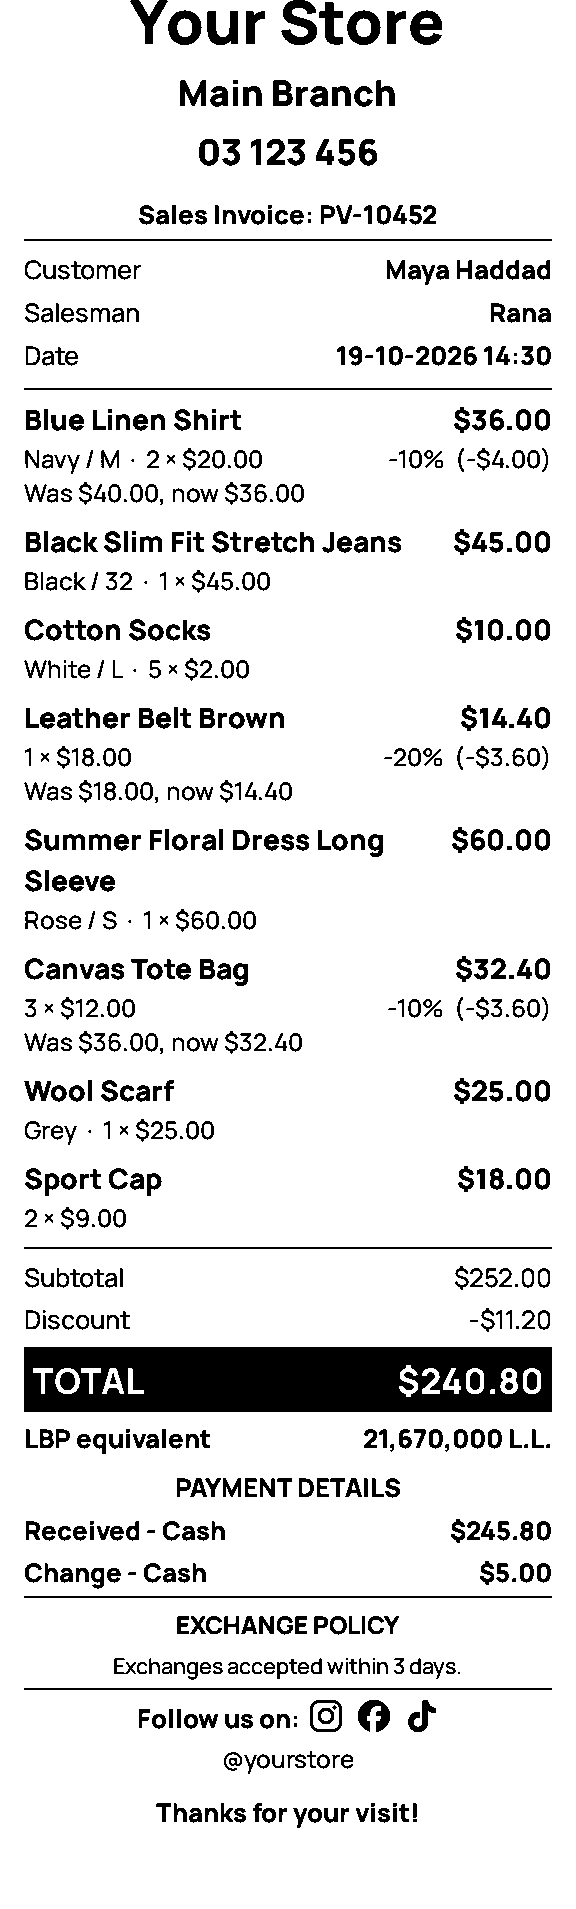 Your Store
Main Branch
03 123 456
Sales Invoice: PV-10452
Customer Maya Haddad
Salesman Rana
Date 19-10-2026 14:30
Blue Linen Shirt $36.00
Navy / M · 2 × $20.00 -10% (-$4.00)
Was $40.00, now $36.00
Black Slim Fit Stretch Jeans $45.00
Black / 32 · 1 × $45.00
Cotton Socks $10.00
White / L · 5 × $2.00
Leather Belt Brown $14.40
1 × $18.00 -20% (-$3.60)
Was $18.00, now $14.40
Summer Floral Dress Long $60.00
Sleeve
Rose / S · 1 × $60.00
Canvas Tote Bag $32.40
3 × $12.00 -10% (-$3.60)
Was $36.00, now $32.40
Wool Scarf $25.00
Grey · 1 × $25.00
Sport Cap $18.00
2 × $9.00
Subtotal $252.00
Discount -$11.20
TOTAL $240.80
LBP equivalent 21,670,000 L.L.
PAYMENT DETAILS
Received - Cash $245.80
Change - Cash $5.00
EXCHANGE POLICY
Exchanges accepted within 3 days.
Follow us on:
@yourstore
Thanks for your visit!